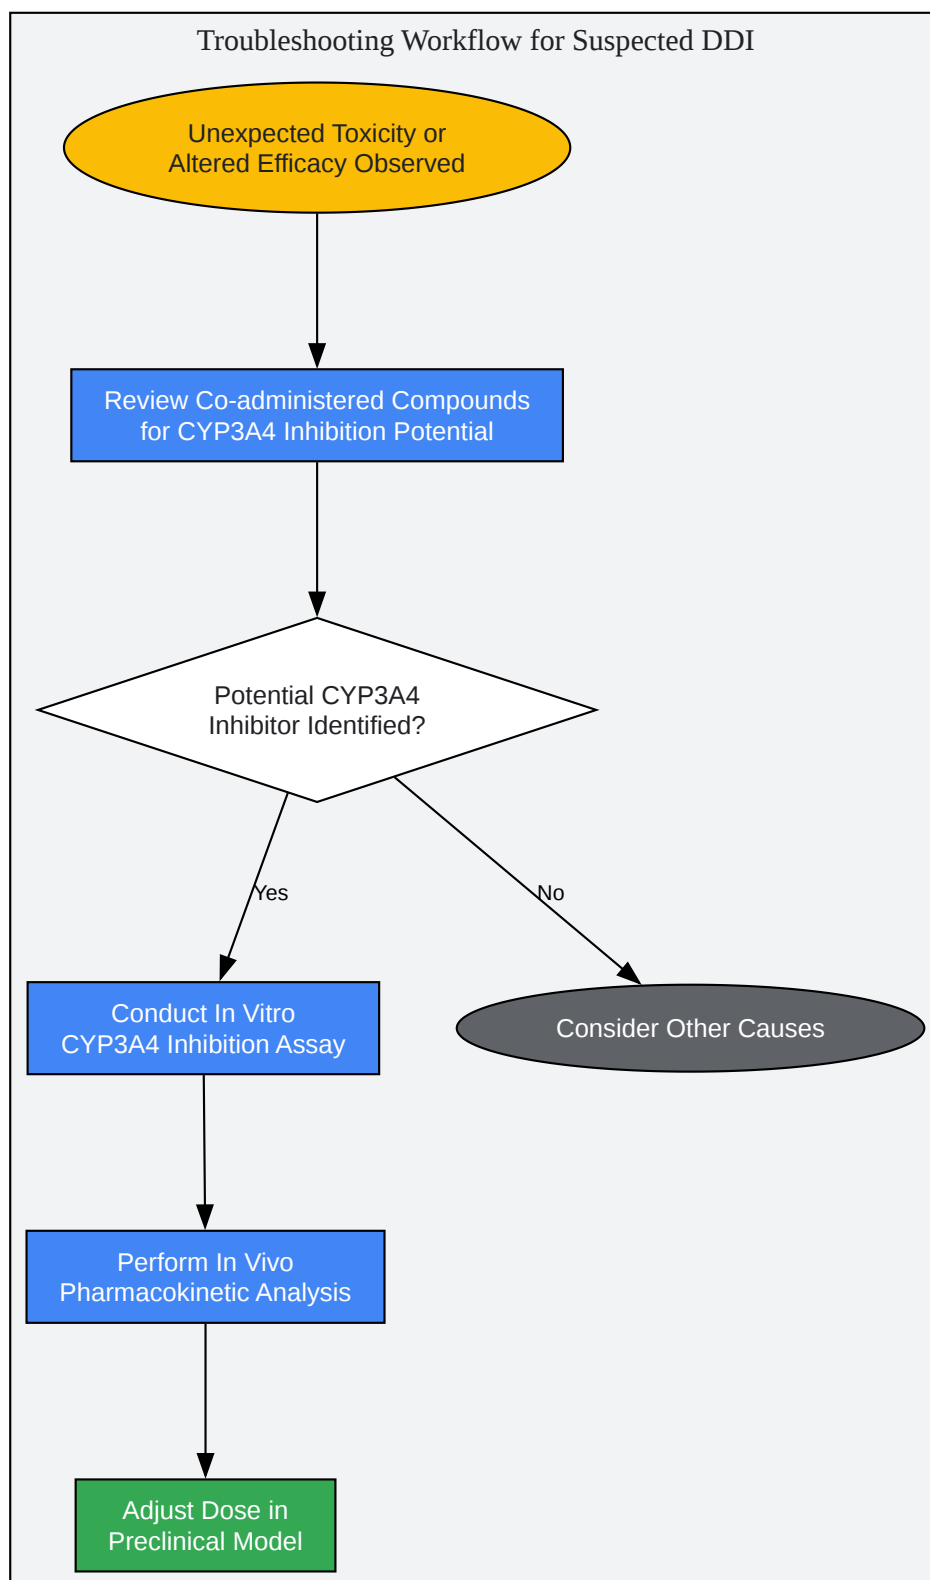 Troubleshooting Workflow for Suspected DDI
Unexpected Toxicity or
Altered Efficacy Observed
Review Co-administered Compounds
for CYP3A4 Inhibition Potential
Potential CYP3A4
Inhibitor Identified?
Yes
No
Conduct In Vitro
CYP3A4 Inhibition Assay
Consider Other Causes
Perform In Vivo
Pharmacokinetic Analysis
Adjust Dose in
Preclinical Model